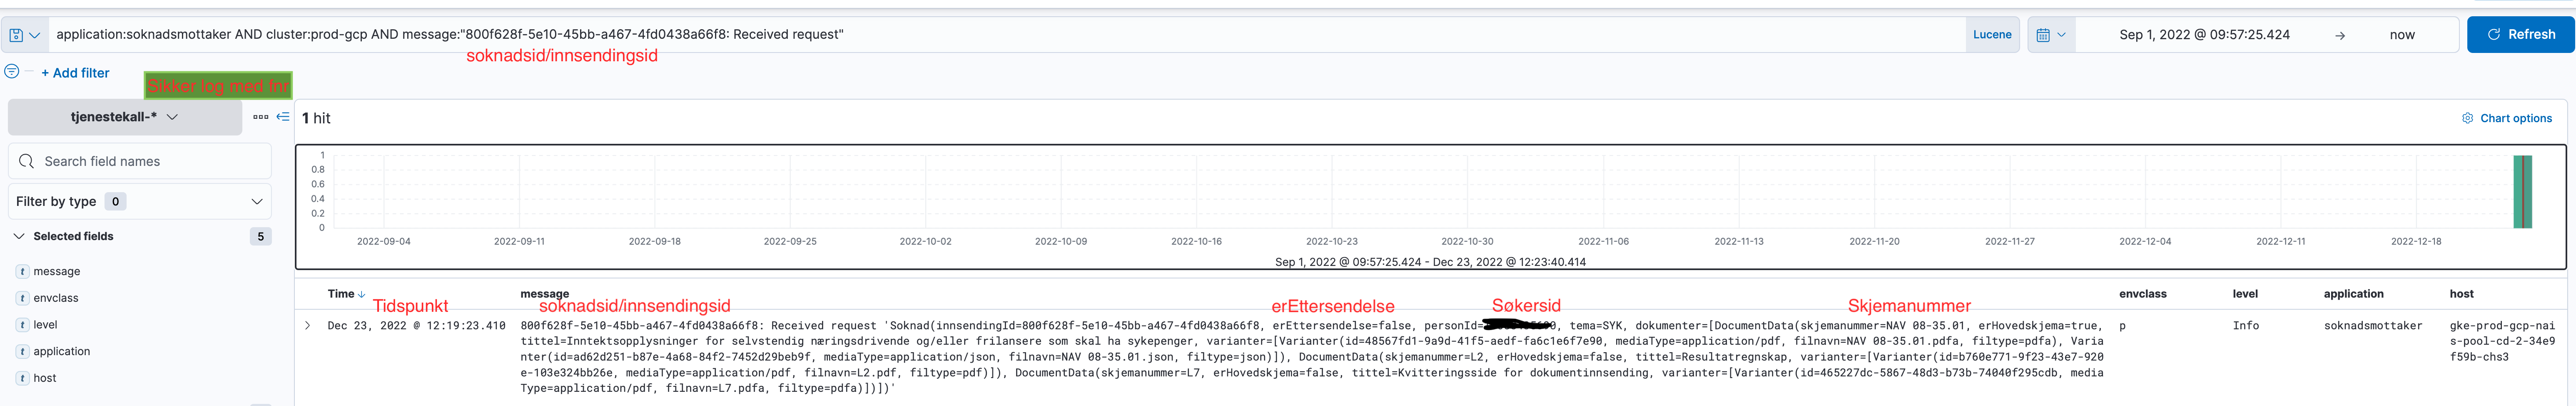 application:soknadsmottaker AND cluster:prod-gcp AND message:"800f628f-5e10-45bb-a467-4fd0438a66f8: Received request"
Lucene
Sep 1, 2022 @ 09:57:25.424 → now
Refresh
soknadsid/innsendingsid
+ Add filter
Sikker log med fnr
tjenestekall-*
1 hit
Chart options
Search field names
Filter by type 0
Selected fields 5
t message
t envclass
t level
t application
t host
1
0.8
0.6
0.4
0.2
0
2022-09-04 2022-09-11 2022-09-18 2022-09-25 2022-10-02 2022-10-09 2022-10-16 2022-10-23 2022-10-30 2022-11-06 2022-11-13 2022-11-20 2022-11-27 2022-12-04 2022-12-11 2022-12-18
Sep 1, 2022 @ 09:57:25.424 - Dec 23, 2022 @ 12:23:40.414
Time message envclass level application host
Tidspunkt soknadsid/innsendingsid erEttersendelse Søkersid Skjemanummer
Dec 23, 2022 @ 12:19:23.410
800f628f-5e10-45bb-a467-4fd0438a66f8: Received request 'Soknad(innsendingId=800f628f-5e10-45bb-a467-4fd0438a66f8, erEttersendelse=false, personId= , tema=SYK, dokumenter=[DocumentData(skjemanummer=NAV 08-35.01, erHovedskjema=true,
tittel=Inntektsopplysninger for selvstendig næringsdrivende og/eller frilansere som skal ha sykepenger, varianter=[Varianter(id=48567fd1-9a9d-41f5-aedf-fa6c1e6f7e90, mediaType=application/pdf, filnavn=NAV 08-35.01.pdfa, filtype=pdfa), Varia
nter(id=ad62d251-b87e-4a68-84f2-7452d29beb9f, mediaType=application/json, filnavn=NAV 08-35.01.json, filtype=json)]), DocumentData(skjemanummer=L2, erHovedskjema=false, tittel=Resultatregnskap, varianter=[Varianter(id=b760e771-9f23-43e7-920
e-103e324bb26e, mediaType=application/pdf, filnavn=L2.pdf, filtype=pdf)]), DocumentData(skjemanummer=L7, erHovedskjema=false, tittel=Kvitteringsside for dokumentinnsending, varianter=[Varianter(id=465227dc-5867-48d3-b73b-74040f295cdb, media
Type=application/pdf, filnavn=L7.pdfa, filtype=pdfa)])])'
p
Info
soknadsmottaker
gke-prod-gcp-nai
s-pool-cd-2-34e9
f59b-chs3